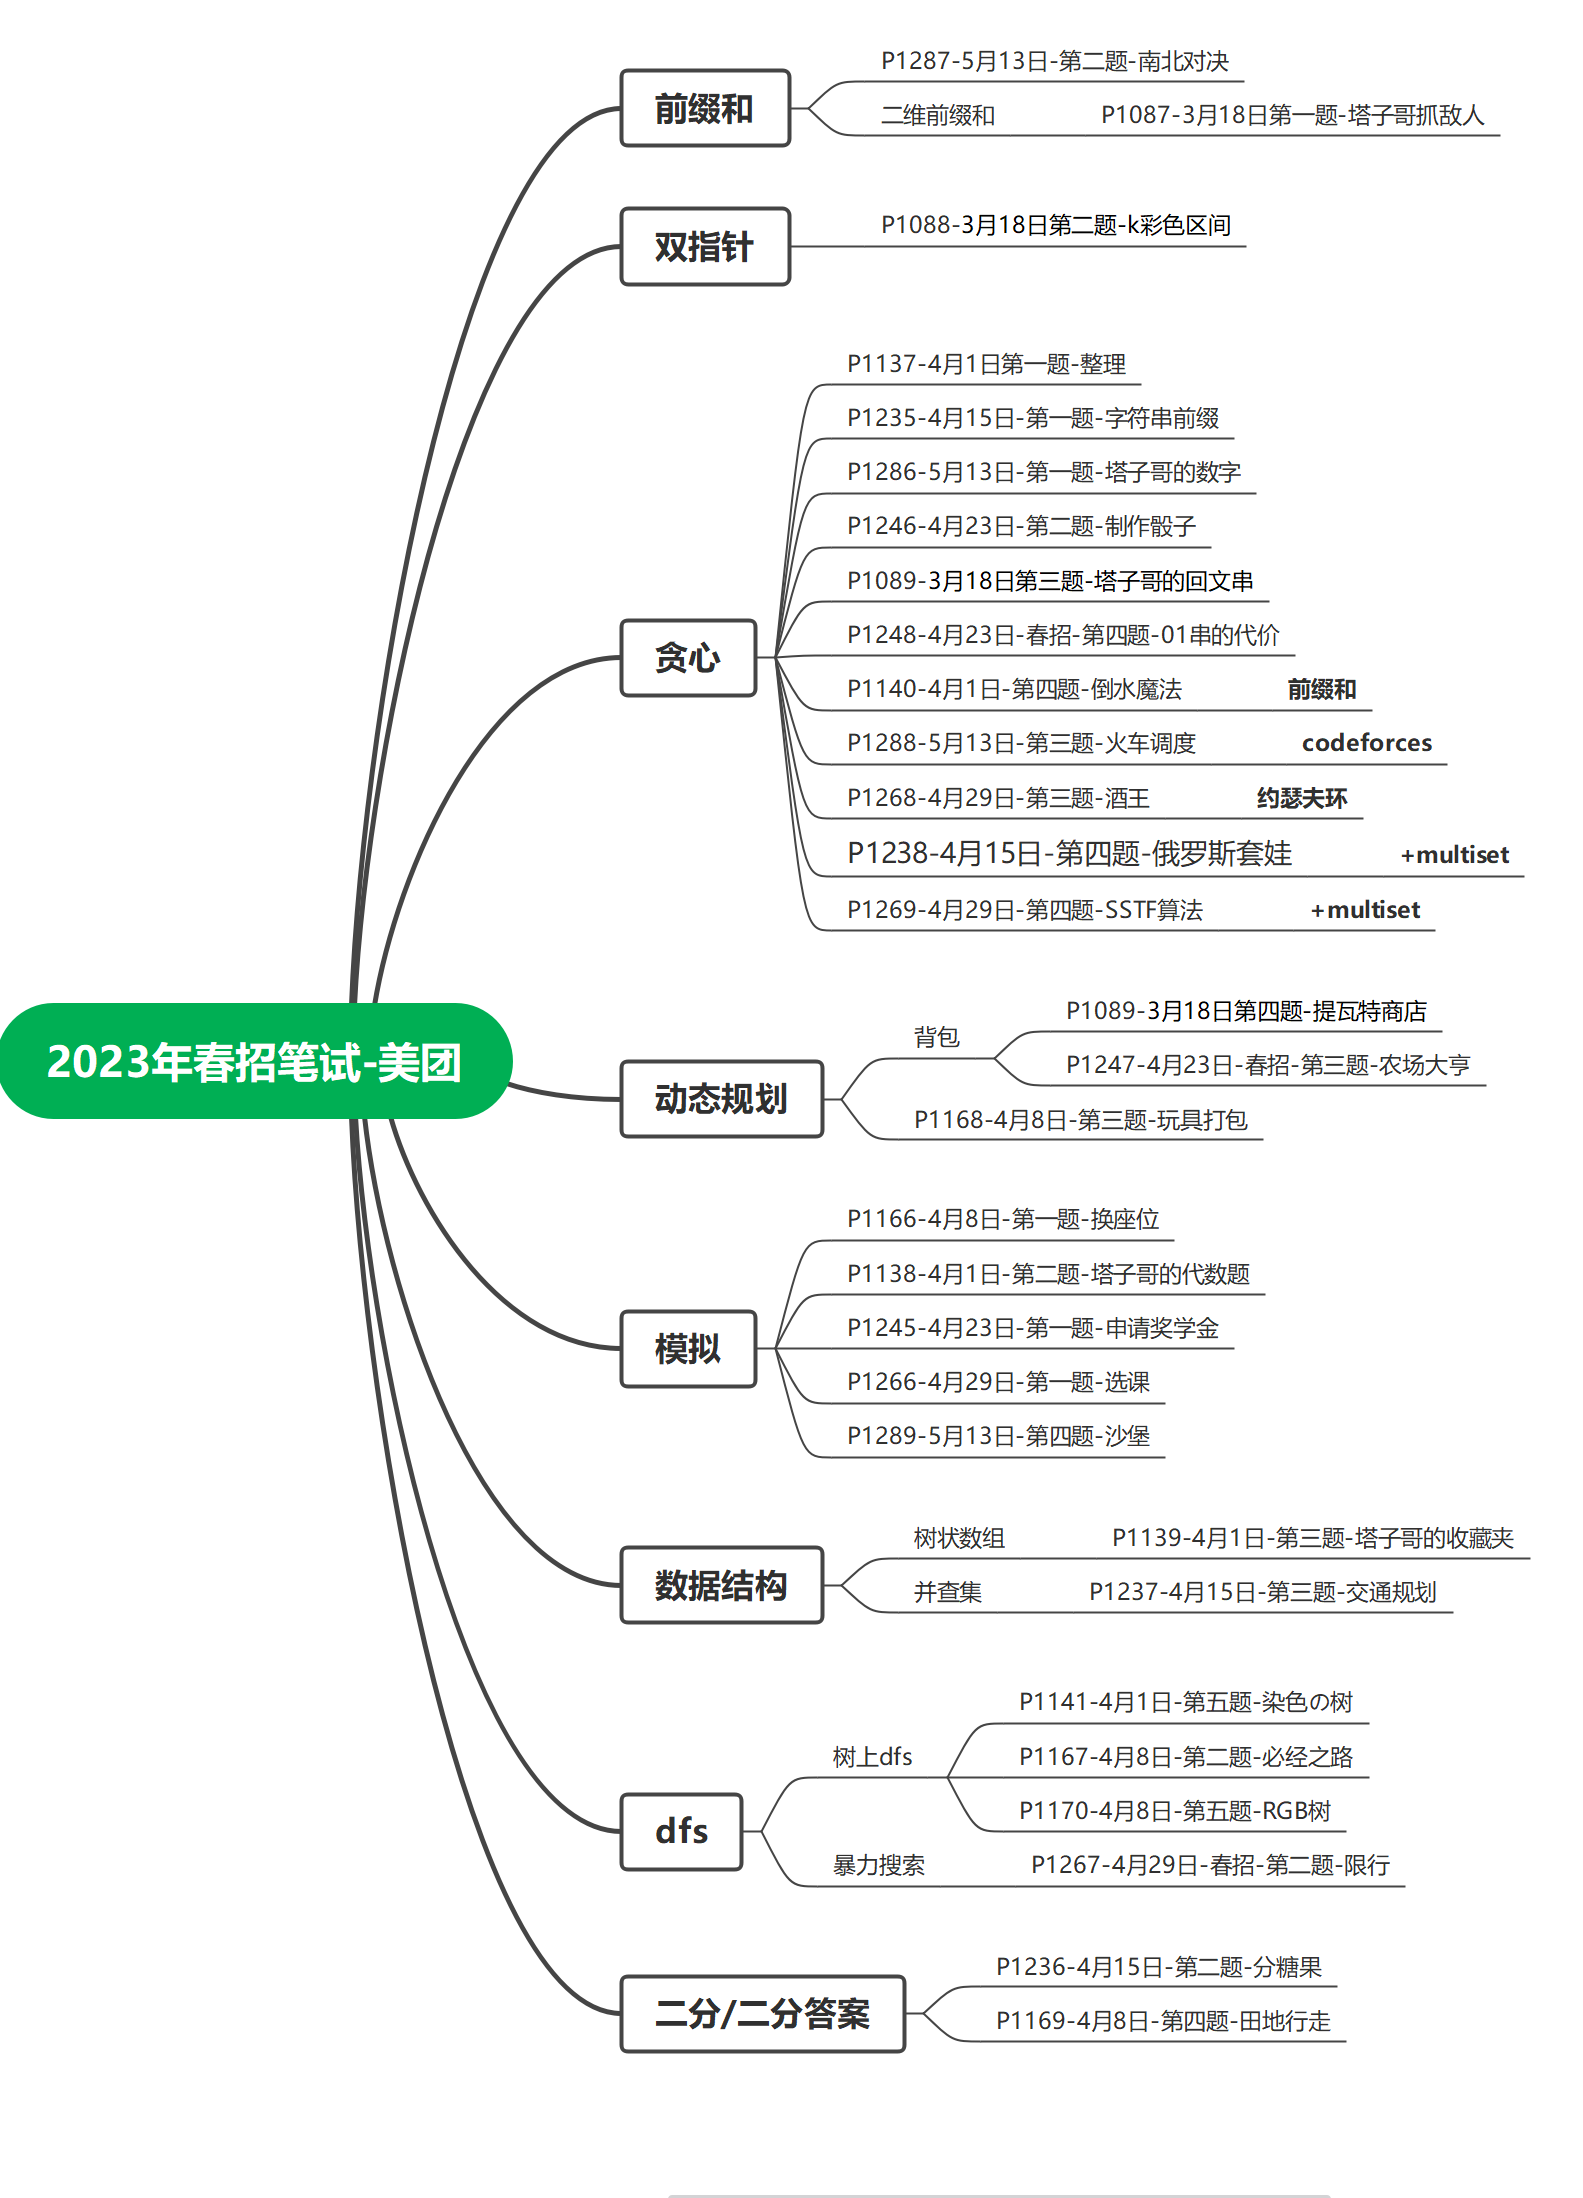 2023年春招笔试-美团
前缀和
P1287-5月13日-第二题-南北对决
二维前缀和
P1087-3月18日第一题-塔子哥抓敌人
双指针
P1088-3月18日第二题-k彩色区间
贪心
P1137-4月1日第一题-整理
P1235-4月15日-第一题-字符串前缀
P1286-5月13日-第一题-塔子哥的数字
P1246-4月23日-第二题-制作骰子
P1089-3月18日第三题-塔子哥的回文串
P1248-4月23日-春招-第四题-01串的代价
P1140-4月1日-第四题-倒水魔法
前缀和
P1288-5月13日-第三题-火车调度
codeforces
P1268-4月29日-第三题-酒王
约瑟夫环
P1238-4月15日-第四题-俄罗斯套娃
+multiset
P1269-4月29日-第四题-SSTF算法
+multiset
动态规划
背包
P1089-3月18日第四题-提瓦特商店
P1247-4月23日-春招-第三题-农场大亨
P1168-4月8日-第三题-玩具打包
模拟
P1166-4月8日-第一题-换座位
P1138-4月1日-第二题-塔子哥的代数题
P1245-4月23日-第一题-申请奖学金
P1266-4月29日-第一题-选课
P1289-5月13日-第四题-沙堡
数据结构
树状数组
P1139-4月1日-第三题-塔子哥的收藏夹
并查集
P1237-4月15日-第三题-交通规划
dfs
树上dfs
P1141-4月1日-第五题-染色の树
P1167-4月8日-第二题-必经之路
P1170-4月8日-第五题-RGB树
暴力搜索
P1267-4月29日-春招-第二题-限行
二分/二分答案
P1236-4月15日-第二题-分糖果
P1169-4月8日-第四题-田地行走